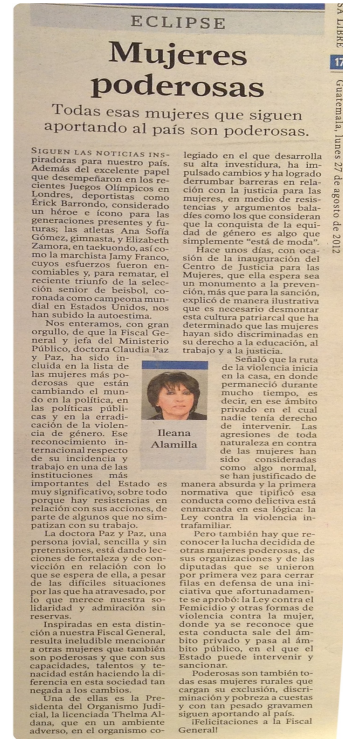 ECLIPSE
Mujeres
poderosas
Todas esas mujeres que siguen
aportando al país son poderosas.
SIGUEN LAS NOTICIAS INS-
piradoras para nuestro país.
Además del excelente papel
que desempeñaron en los re-
cientes Juegos Olímpicos en
Londres, deportistas como
Érick Barrondo, considerado
un héroe e ícono para las
generaciones presentes y fu-
turas; las atletas Ana Sofía
Gómez, gimnasta, y Elizabeth
Zamora, en taekuondo, así co-
mo la marchista Jamy Franco,
cuyos esfuerzos fueron en-
comiables y, para rematar, el
reciente triunfo de la selec-
ción senior de beisbol, co-
ronada como campeona mun-
dial en Estados Unidos, nos
han subido la autoestima.
Nos enteramos, con gran
orgullo, de que la Fiscal Gene-
ral y jefa del Ministerio
Público, doctora Claudia Paz
y Paz, ha sido in-
cluida en la lista de
las mujeres más po-
derosas que están
cambiando el mun-
do en la política, en
las políticas públi-
cas y en la erradi-
cación de la violen-
cia de género. Ese
reconocimiento in-
ternacional respecto
de su incidencia y
trabajo en una de las
instituciones más
importantes del Estado es
muy significativo, sobre todo
porque hay resistencias en
relación con sus acciones, de
parte de algunos que no sim-
patizan con su trabajo.
La doctora Paz y Paz, una
persona jovial, sencilla y sin
pretensiones, está dando lec-
ciones de fortaleza y de con-
vicción en relación con lo
que se espera de ella, a pesar
de las difíciles situaciones
por las que ha atravesado, por
lo que merece nuestra so-
lidaridad y admiración sin
reservas.
Inspiradas en esta distin-
ción a nuestra Fiscal General,
resulta ineludible mencionar
a otras mujeres que también
son poderosas y que con sus
capacidades, talentos y te-
nacidad están haciendo la di-
ferencia en esta sociedad tan
negada a los cambios.
Una de ellas es la Pre-
sidenta del Organismo Judi-
cial, la licenciada Thelma Al-
dana, que en un ambiente
adverso, en el organismo co-
legiado en el que desarrolla
su alta investidura, ha im-
pulsado cambios y ha logrado
derrumbar barreras en rela-
ción con la justicia para las
mujeres, en medio de resis-
tencias y argumentos bala-
díes como los que consideran
que la conquista de la equi-
dad de género es algo que
simplemente “está de moda”.
Hace unos días, con oca-
sión de la inauguración del
Centro de Justicia para las
Mujeres, que ella espera sea
un monumento a la preven-
ción, más que para la sanción,
explicó de manera ilustrativa
que es necesario desmontar
esta cultura patriarcal que ha
determinado que las mujeres
hayan sido discriminadas en
su derecho a la educación, al
trabajo y a la justicia.
Señaló que la ruta
de la violencia inicia
en la casa, en donde
permaneció durante
mucho tiempo, es
decir, en ese ámbito
privado en el cual
nadie tenía derecho
de intervenir. Las
agresiones de toda
naturaleza en contra
de las mujeres han
sido consideradas
como algo normal,
se han justificado de
manera absurda y la primera
normativa que tipificó esa
conducta como delictiva está
enmarcada en esa lógica: la
Ley contra la violencia in-
trafamiliar.
Pero también hay que re-
conocer la lucha decidida de
otras mujeres poderosas, de
sus organizaciones y de las
diputadas que se unieron
por primera vez para cerrar
filas en defensa de una ini-
ciativa que afortunadamen-
te se aprobó: la Ley contra el
Femicidio y otras formas de
violencia contra la mujer,
donde ya se reconoce que
esta conducta sale del ám-
bito privado y pasa al ám-
bito público, en el que el
Estado puede intervenir y
sancionar.
Poderosas son también to-
das esas mujeres rurales que
cargan su exclusión, discri-
minación y pobreza a cuestas
y con tan pesado gravamen
siguen aportando al país.
¡Felicitaciones a la Fiscal
General!
Ileana
Alamilla
SA LIBRE
17
Guatemala, lunes 27 de agosto de 2012